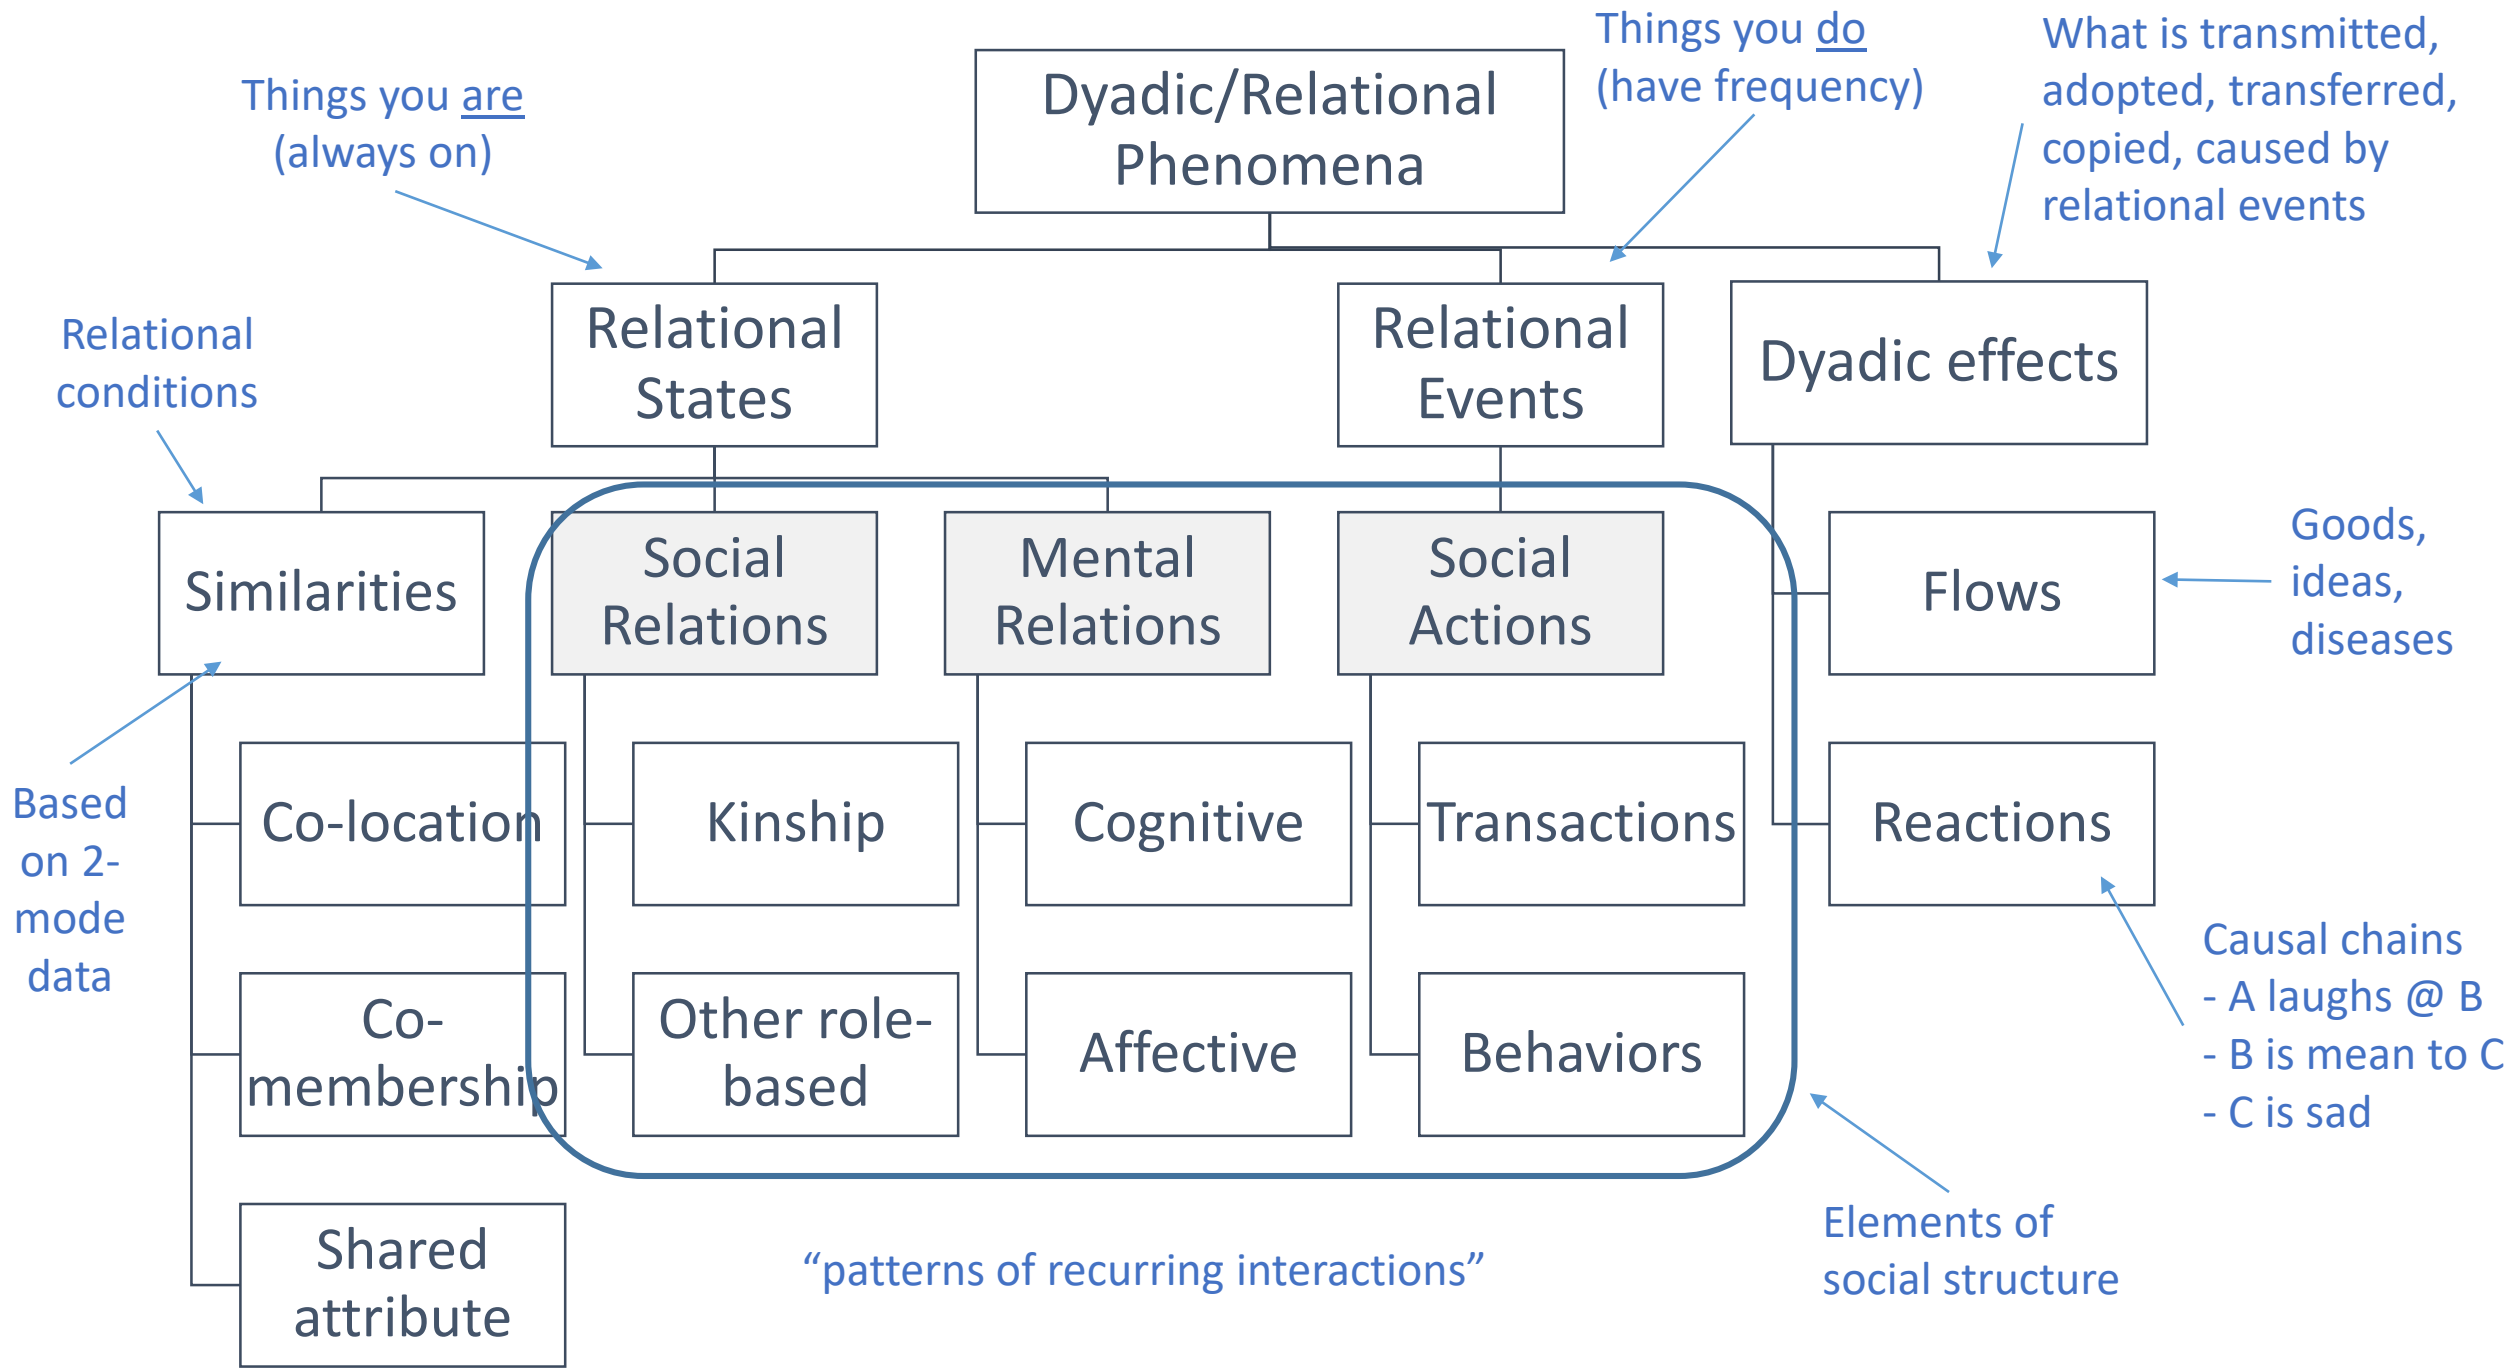 Things you are
(always on)
Dyadic/Relational
Phenomena
Things you do
(have frequency)
What is transmitted,
adopted, transferred,
copied, caused by
relational events
Relational
conditions
Relational
States
Relational
Events
Dyadic effects
Similarities
Social
Relations
Mental
Relations
Social
Actions
Flows
Goods,
ideas,
diseases
Based
on 2-
mode
data
Co-location
Kinship
Cognitive
Transactions
Reactions
Co-
membership
Other role-
based
Affective
Behaviors
Causal chains
- A laughs @ B
- B is mean to C
- C is sad
Shared
attribute
“patterns of recurring interactions”
Elements of
social structure